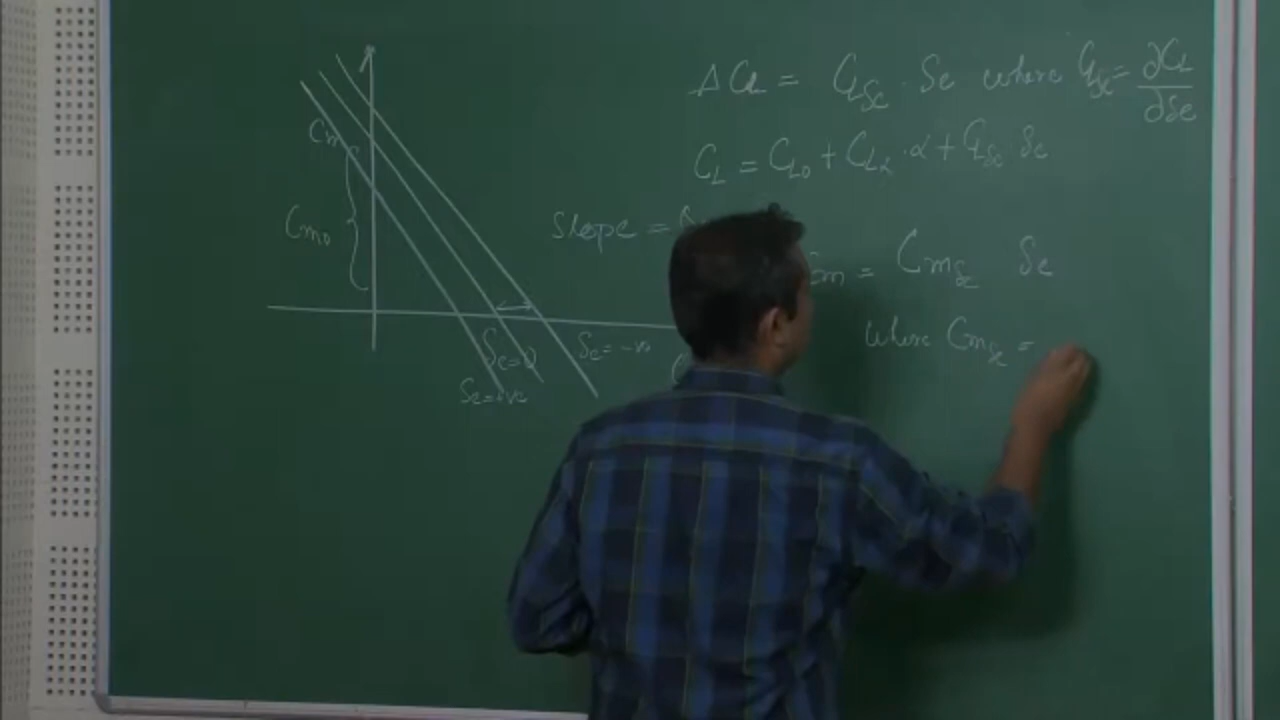 Cm
Cm0
δe=0
δe=+ve
δe=-ve
ΔCL = CLδe · δe where CLδe = ∂CL/∂δe
CL = CL0 + CLα · α + CLδe · δe
Slope =
Cm = Cmδe δe
where Cmδe =